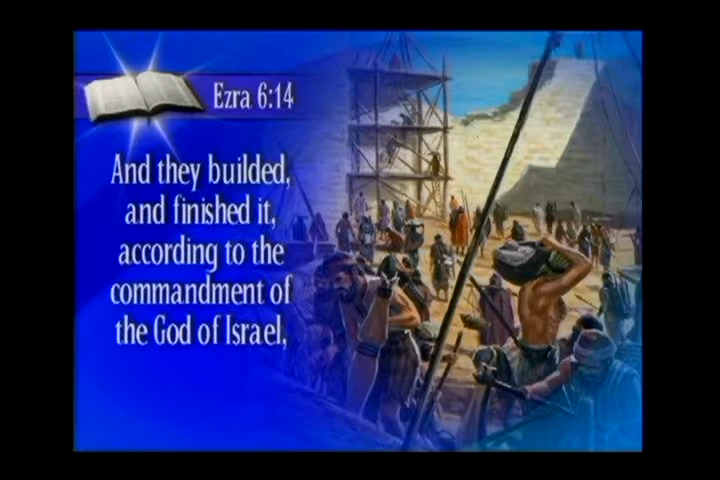 Ezra 6:14
And they builded,
and finished it,
according to the
commandment of
the God of Israel,